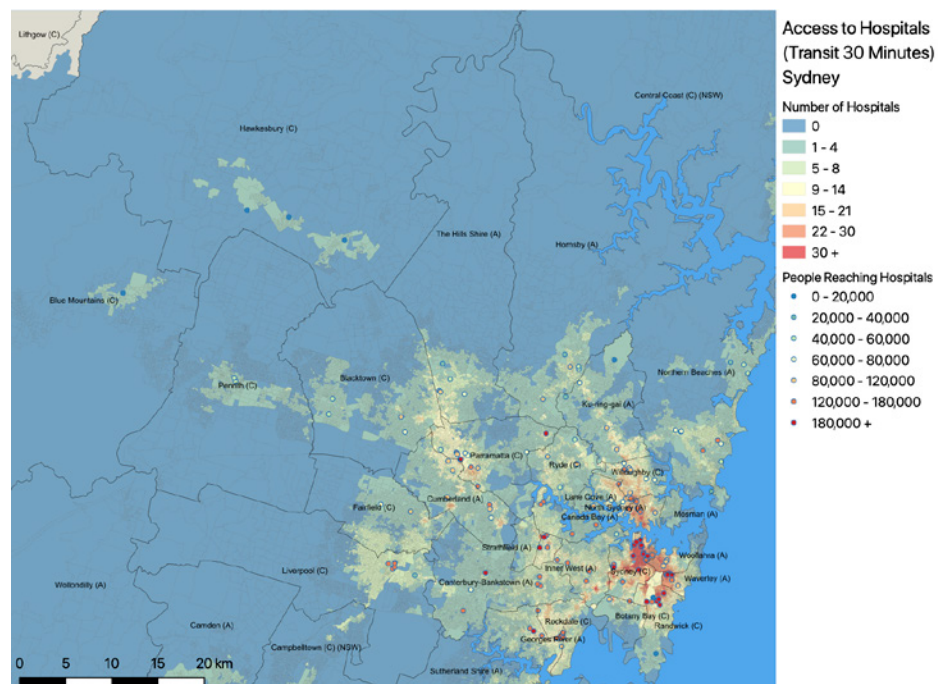 Lithgow (C)
Central Coast (C) (NSW)
Hawkesbury (C)
The Hills Shire (A)
Hornsby (A)
Blue Mountains (C)
Penrith (C)
Blacktown (C)
Northern Beaches (A)
Ku-ring-gai (A)
Parramatta (C)
Ryde (C)
Willoughby (C)
Cumberland (A)
Lane Cove (A)
North Sydney (A)
Fairfield (C)
Canada Bay (A)
Mosman (A)
Strathfield (A)
Woollahra (A)
Liverpool (C)
Inner West (A)
Sydney (C)
Waverley (A)
Wollondilly (A)
Canterbury-Bankstown (A)
Botany Bay (C)
Camden (A)
Rockdale (C)
Randwick (C)
Georges River (A)
Campbelltown (C) (NSW)
Sutherland Shire (A)
0 5 10 15 20 km
Access to Hospitals
(Transit 30 Minutes)
Sydney
Number of Hospitals
0
1 - 4
5 - 8
9 - 14
15 - 21
22 - 30
30 +
People Reaching Hospitals
0 - 20,000
20,000 - 40,000
40,000 - 60,000
60,000 - 80,000
80,000 - 120,000
120,000 - 180,000
180,000 +